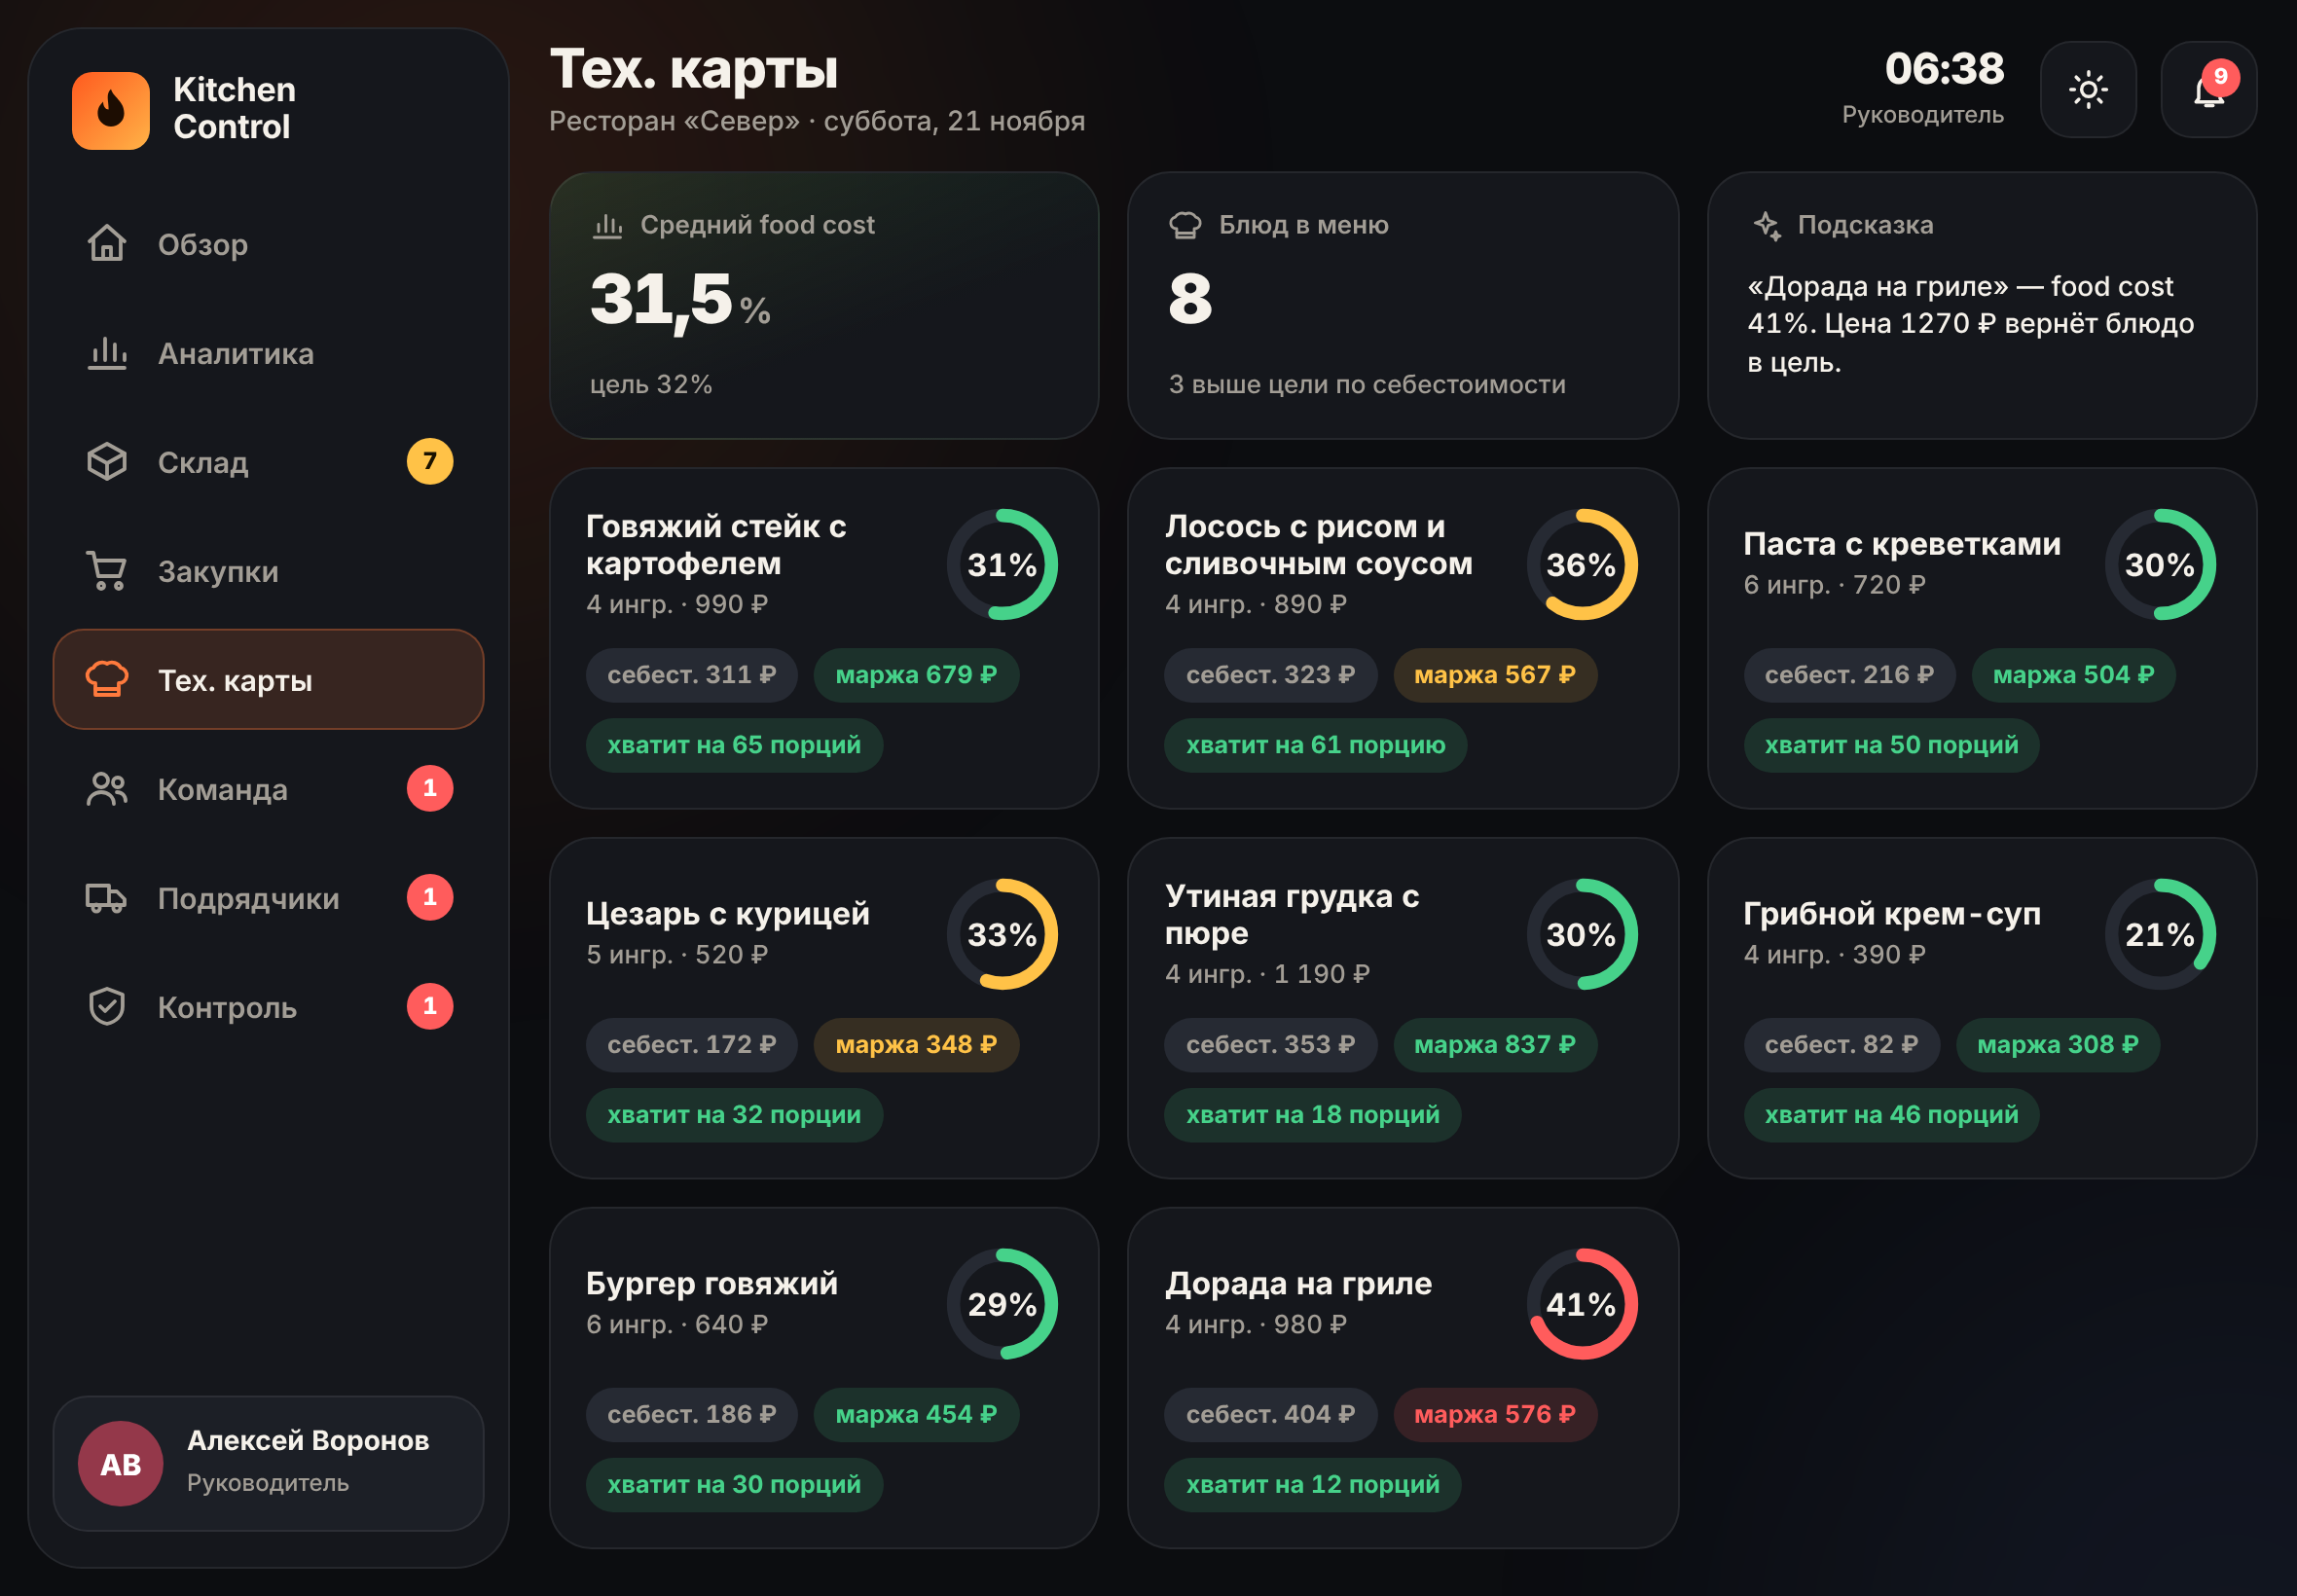 Kitchen
Control
Обзор
Аналитика
Склад 7
Закупки
Тех. карты
Команда 1
Подрядчики 1
Контроль 1
АВ
Алексей Воронов
Руководитель
Тех. карты
Ресторан «Север» · суббота, 21 ноября
06:38
Руководитель
9
Средний food cost
31,5 %
цель 32%
Блюд в меню
8
3 выше цели по себестоимости
Подсказка
«Дорада на гриле» — food cost
41%. Цена 1270 ₽ вернёт блюдо
в цель.
Говяжий стейк с
картофелем
4 ингр. · 990 ₽
31%
себест. 311 ₽ маржа 679 ₽
хватит на 65 порций
Лосось с рисом и
сливочным соусом
4 ингр. · 890 ₽
36%
себест. 323 ₽ маржа 567 ₽
хватит на 61 порцию
Паста с креветками
6 ингр. · 720 ₽
30%
себест. 216 ₽ маржа 504 ₽
хватит на 50 порций
Цезарь с курицей
5 ингр. · 520 ₽
33%
себест. 172 ₽ маржа 348 ₽
хватит на 32 порции
Утиная грудка с
пюре
4 ингр. · 1 190 ₽
30%
себест. 353 ₽ маржа 837 ₽
хватит на 18 порций
Грибной крем-суп
4 ингр. · 390 ₽
21%
себест. 82 ₽ маржа 308 ₽
хватит на 46 порций
Бургер говяжий
6 ингр. · 640 ₽
29%
себест. 186 ₽ маржа 454 ₽
хватит на 30 порций
Дорада на гриле
4 ингр. · 980 ₽
41%
себест. 404 ₽ маржа 576 ₽
хватит на 12 порций